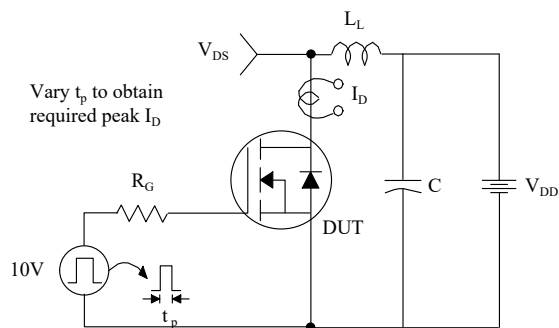 L_L
V_DS
I_D
Vary t_p to obtain
required peak I_D
R_G
C
V_DD
DUT
10V
t_p